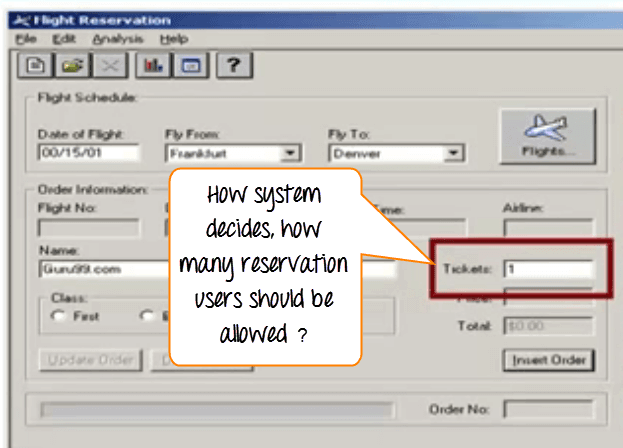 Flight Reservation
File Edit Analysis Help
?
Flight Schedule:
Date of Flight: Fly From: Fly To:
00/15/01 Frankfurt Denver
Flights...
Order Information:
Flight No: Time: Airline:
Name:
Guru99.com
Tickets: 1
Class:
First
Total: $0.00
Update Order
Insert Order
Order No:
How system
decides, how
many reservation
users should be
allowed ?